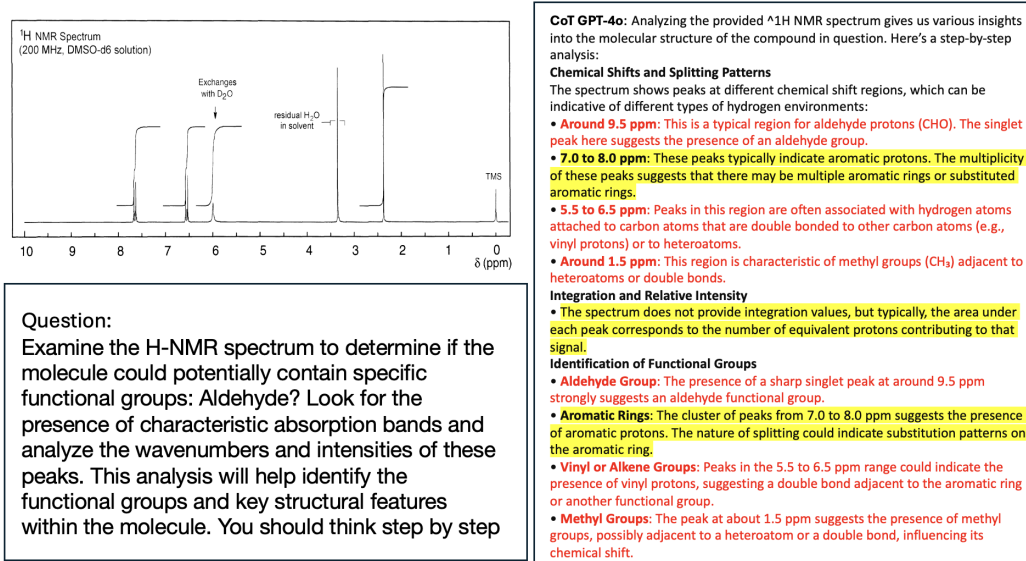 ¹H NMR Spectrum
(200 MHz, DMSO-d6 solution)
Exchanges
with D₂O
residual H₂O
in solvent
TMS
10 9 8 7 6 5 4 3 2 1 0
δ (ppm)
Question:
Examine the H-NMR spectrum to determine if the
molecule could potentially contain specific
functional groups: Aldehyde? Look for the
presence of characteristic absorption bands and
analyze the wavenumbers and intensities of these
peaks. This analysis will help identify the
functional groups and key structural features
within the molecule. You should think step by step
CoT GPT-4o: Analyzing the provided ^1H NMR spectrum gives us various insights
into the molecular structure of the compound in question. Here's a step-by-step
analysis:
Chemical Shifts and Splitting Patterns
The spectrum shows peaks at different chemical shift regions, which can be
indicative of different types of hydrogen environments:
• Around 9.5 ppm: This is a typical region for aldehyde protons (CHO). The singlet
peak here suggests the presence of an aldehyde group.
• 7.0 to 8.0 ppm: These peaks typically indicate aromatic protons. The multiplicity
of these peaks suggests that there may be multiple aromatic rings or substituted
aromatic rings.
• 5.5 to 6.5 ppm: Peaks in this region are often associated with hydrogen atoms
attached to carbon atoms that are double bonded to other carbon atoms (e.g.,
vinyl protons) or to heteroatoms.
• Around 1.5 ppm: This region is characteristic of methyl groups (CH₃) adjacent to
heteroatoms or double bonds.
Integration and Relative Intensity
• The spectrum does not provide integration values, but typically, the area under
each peak corresponds to the number of equivalent protons contributing to that
signal.
Identification of Functional Groups
• Aldehyde Group: The presence of a sharp singlet peak at around 9.5 ppm
strongly suggests an aldehyde functional group.
• Aromatic Rings: The cluster of peaks from 7.0 to 8.0 ppm suggests the presence
of aromatic protons. The nature of splitting could indicate substitution patterns on
the aromatic ring.
• Vinyl or Alkene Groups: Peaks in the 5.5 to 6.5 ppm range could indicate the
presence of vinyl protons, suggesting a double bond adjacent to the aromatic ring
or another functional group.
• Methyl Groups: The peak at about 1.5 ppm suggests the presence of methyl
groups, possibly adjacent to a heteroatom or a double bond, influencing its
chemical shift.